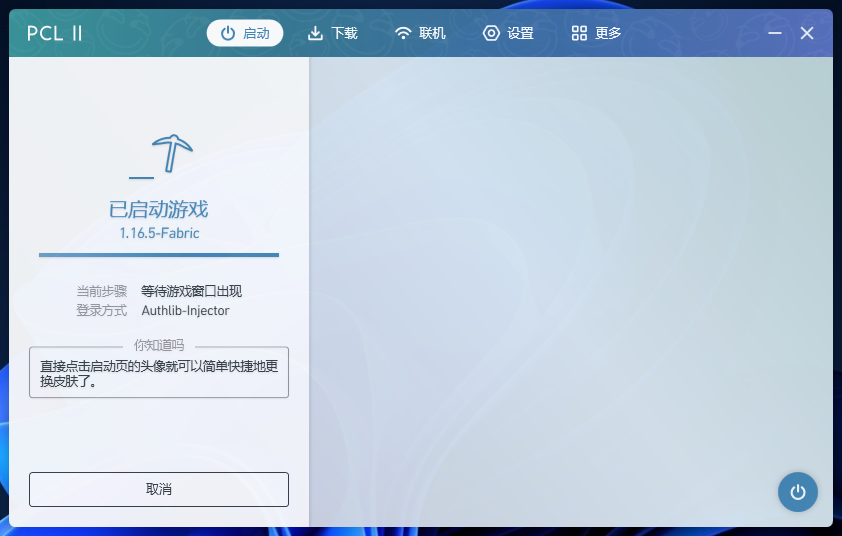 PCL II
启动
下载
联机
设置
更多
已启动游戏
1.16.5-Fabric
当前步骤 等待游戏窗口出现
登录方式 Authlib-Injector
你知道吗
直接点击启动页的头像就可以简单快捷地更
换皮肤了。
取消